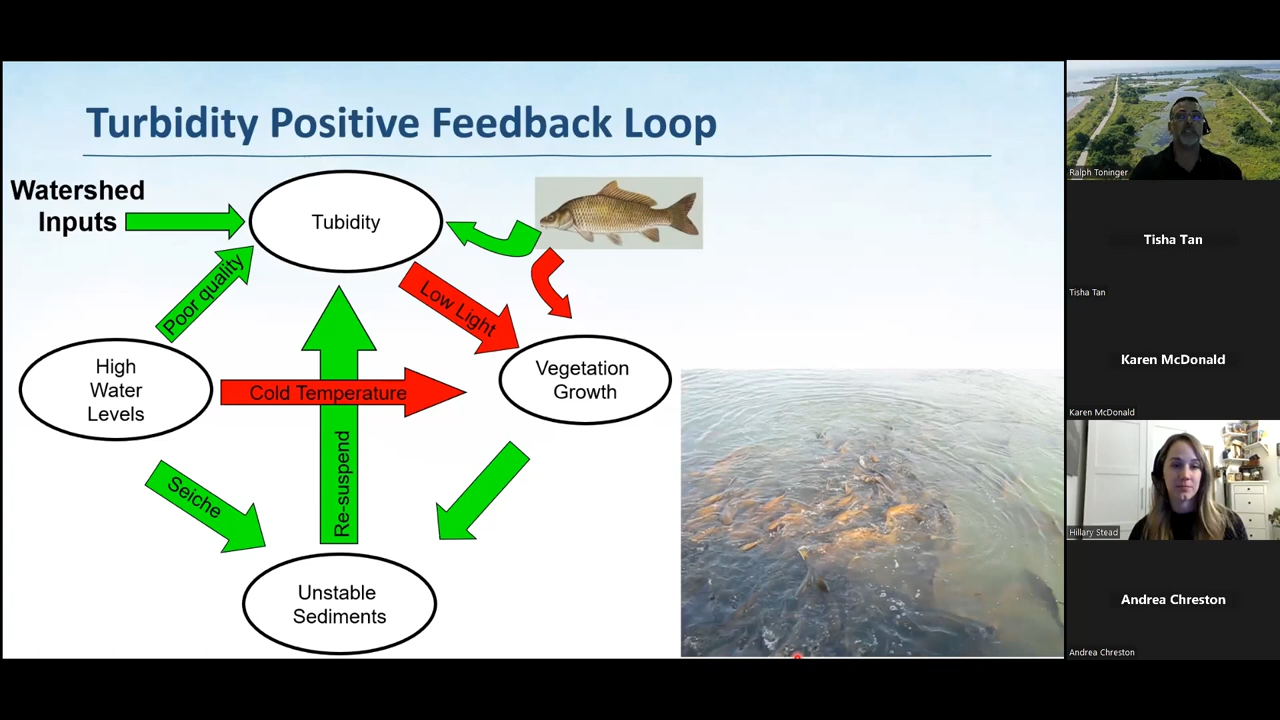 Turbidity Positive Feedback Loop
Watershed
Inputs
Tubidity
Poor quality
Low Light
High
Water
Levels
Cold Temperature
Vegetation
Growth
Seiche
Re-suspend
Unstable
Sediments
Ralph Toninger
Tisha Tan
Tisha Tan
Karen McDonald
Karen McDonald
Hillary Stead
Andrea Chreston
Andrea Chreston